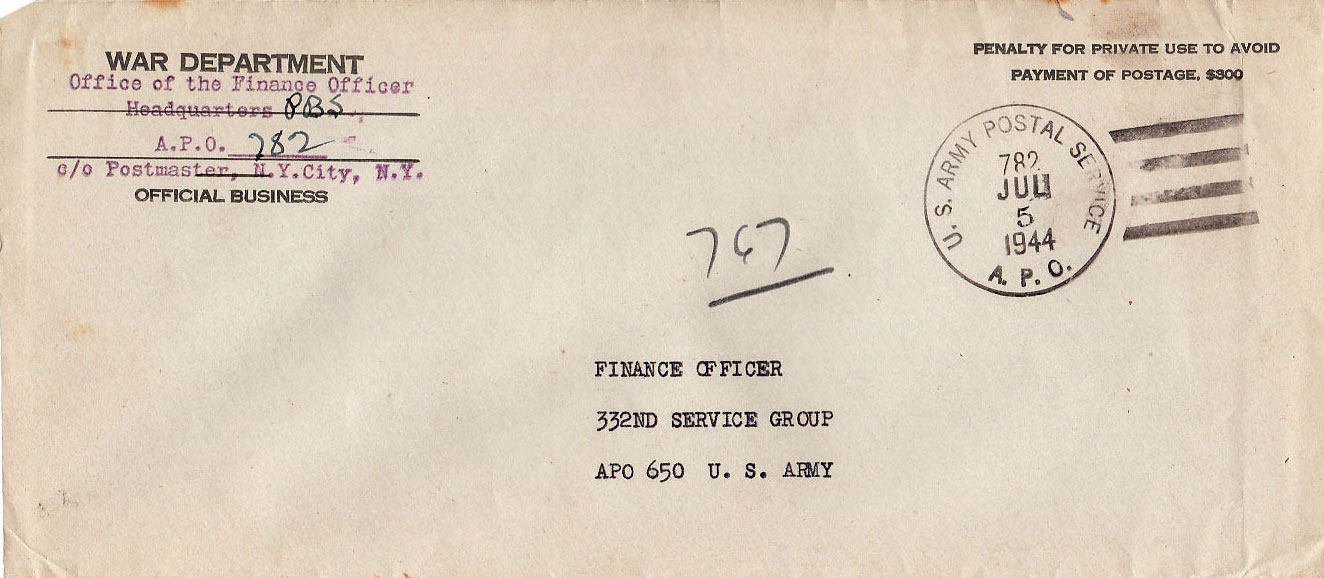 WAR DEPARTMENT
Office of the Finance Officer
Headquarters PBS
A.P.O. 782
c/o Postmaster, N.Y.City, N.Y.
OFFICIAL BUSINESS
PENALTY FOR PRIVATE USE TO AVOID
PAYMENT OF POSTAGE, $300
U. S. ARMY POSTAL SERVICE
782
JUL
5
1944
A. P. O.
767
FINANCE OFFICER
332ND SERVICE GROUP
APO 650 U. S. ARMY